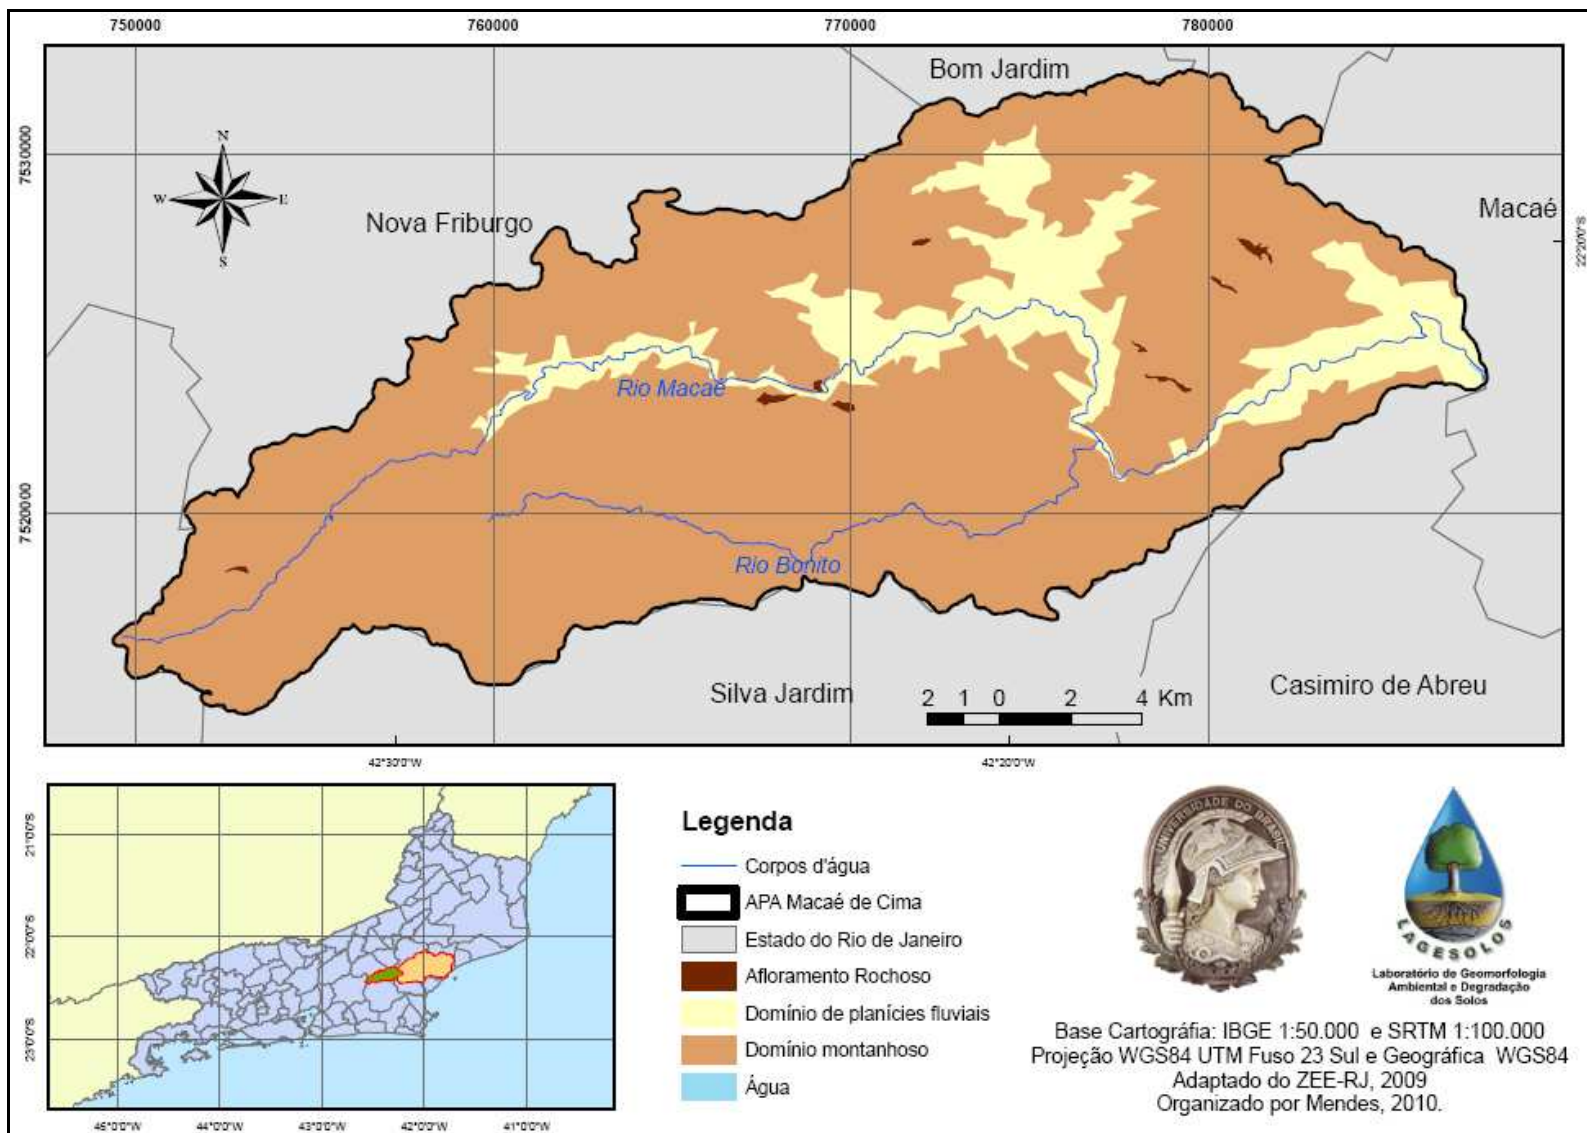 750000 760000 770000 780000
Bom Jardim
7530000
N
W E
S
Nova Friburgo
Macaé
22°20'0"S
Rio Macaé
7520000
Rio Bonito
Silva Jardim
Casimiro de Abreu
2 1 0 2 4 Km
42°30'0"W 42°20'0"W
21°0'0"S
22°0'0"S
23°0'0"S
45°0'0"W 44°0'0"W 43°0'0"W 42°0'0"W 41°0'0"W
Legenda
Corpos d'água
APA Macaé de Cima
Estado do Rio de Janeiro
Afloramento Rochoso
Domínio de planícies fluviais
Domínio montanhoso
Água
UNIVERSIDADE DO BRASIL
LAGESOLOS
Laboratório de Geomorfologia
Ambiental e Degradação
dos Solos
Base Cartográfia: IBGE 1:50.000 e SRTM 1:100.000
Projeção WGS84 UTM Fuso 23 Sul e Geográfica WGS84
Adaptado do ZEE-RJ, 2009
Organizado por Mendes, 2010.